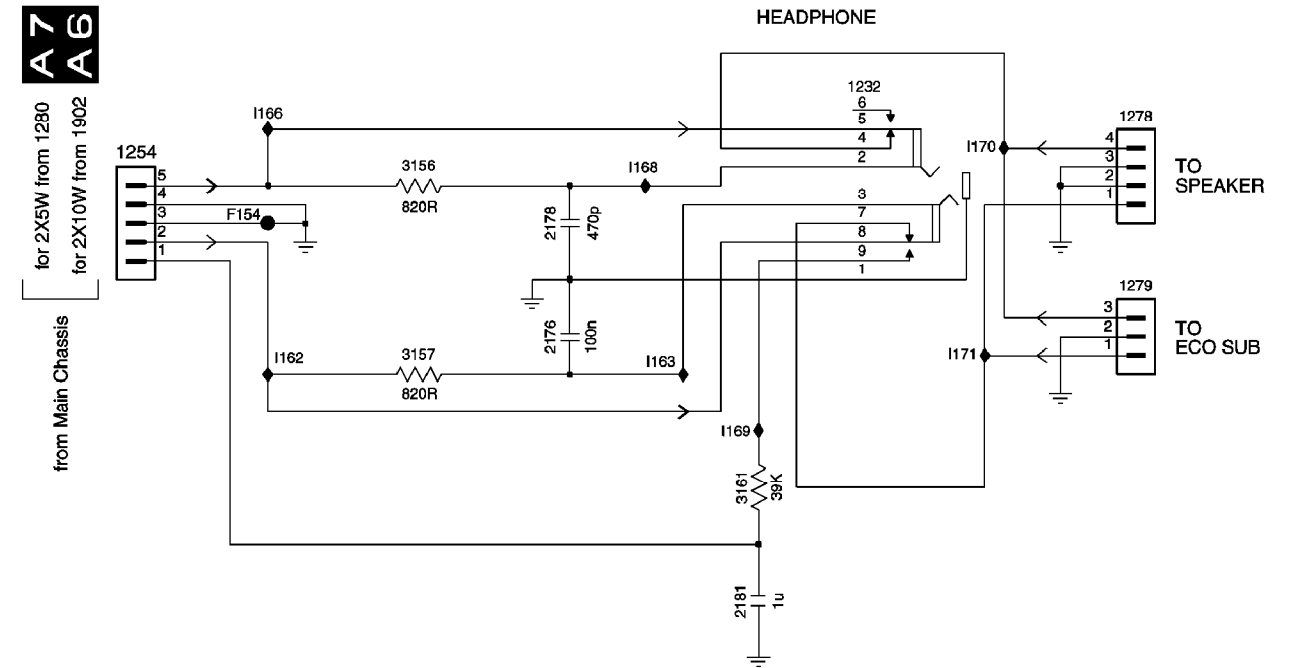 HEADPHONE
A7
A6
for 2X5W from 1280
for 2X10W from 1902
from Main Chassis
1254
5
4
3
2
1
I166
F154
I162
3156
820R
3157
820R
I168
2178
470p
2176
100n
I163
1232
6
5
4
2
3
7
8
9
1
I169
3161
39K
2181
1u
I170
I171
1278
4
3
2
1
TO
SPEAKER
1279
3
2
1
TO
ECO SUB